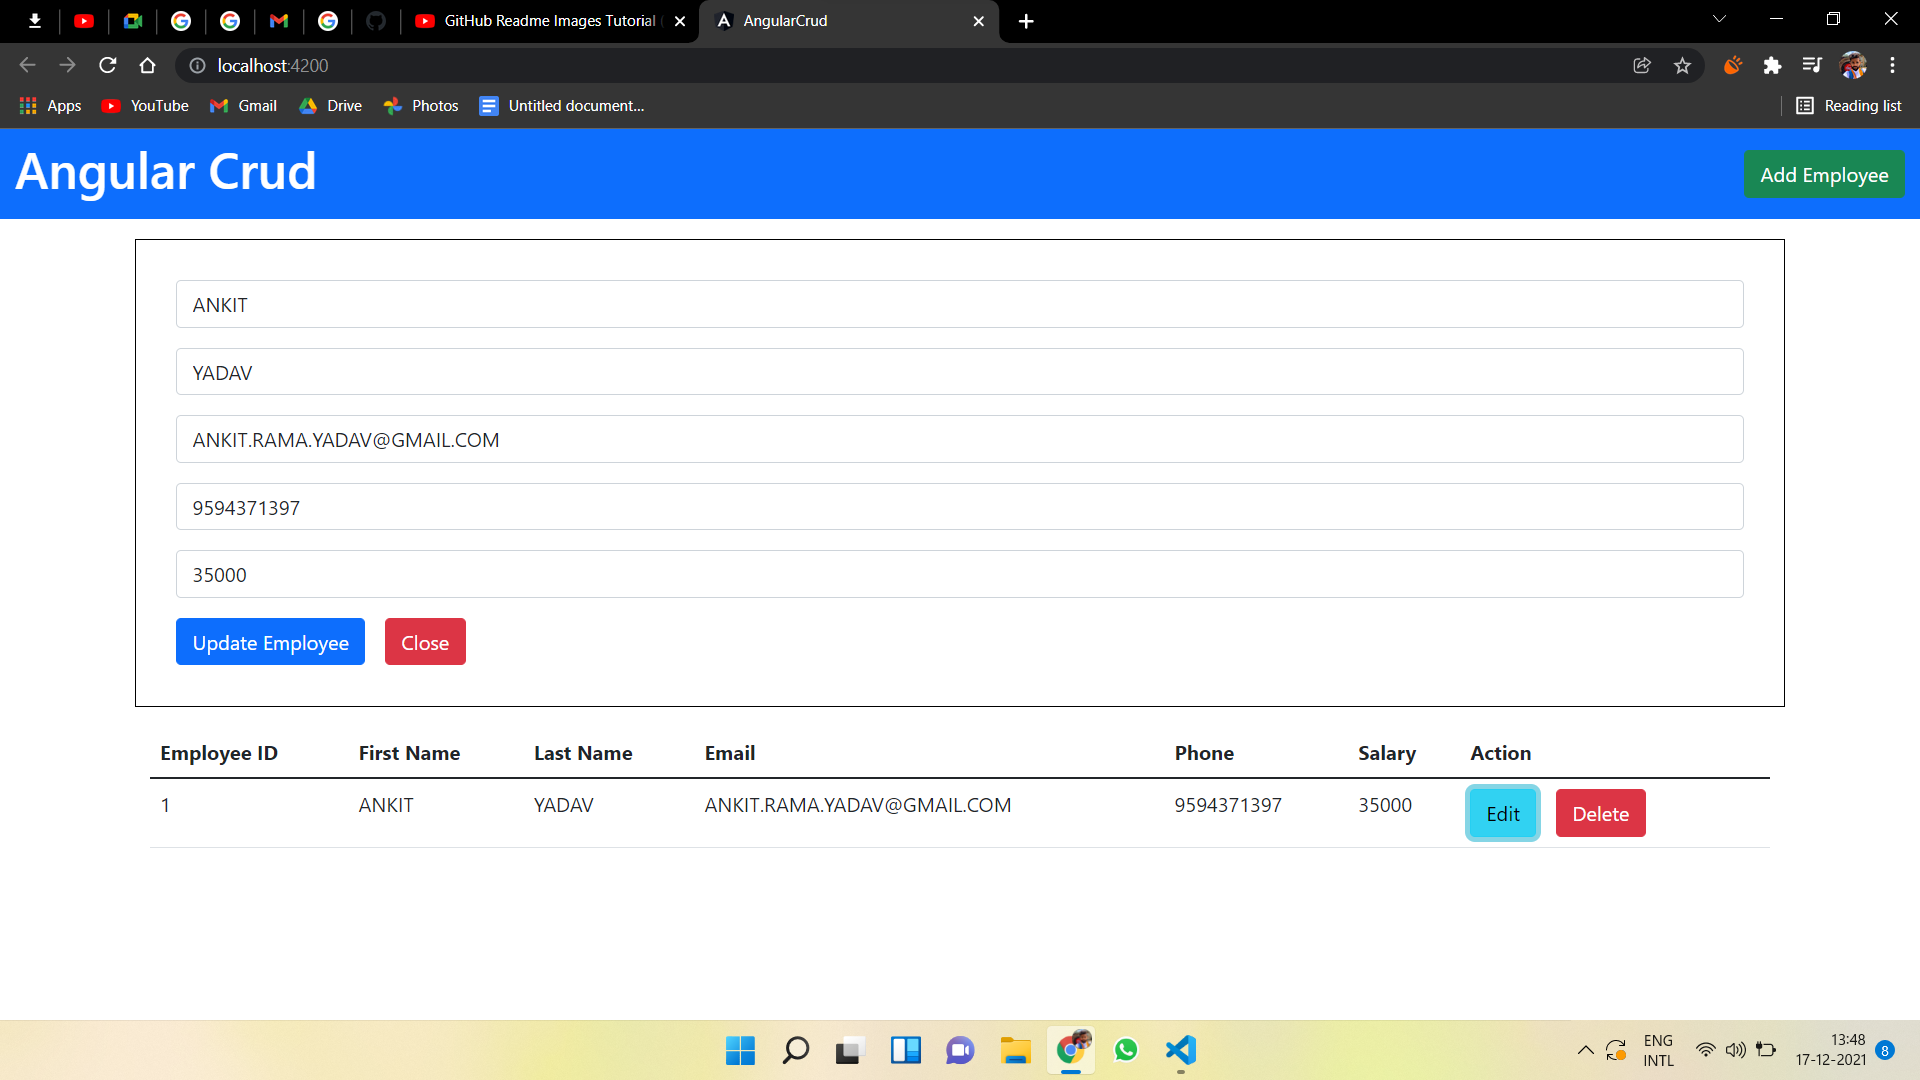 GitHub Readme Images Tutorial
AngularCrud
localhost:4200
Apps
YouTube
Gmail
Drive
Photos
Untitled document...
Reading list
Angular Crud
Add Employee
ANKIT
YADAV
ANKIT.RAMA.YADAV@GMAIL.COM
9594371397
35000
Update Employee Close
Employee ID First Name Last Name Email Phone Salary Action
1 ANKIT YADAV ANKIT.RAMA.YADAV@GMAIL.COM 9594371397 35000 Edit Delete
ENG
INTL
13:48
17-12-2021
8